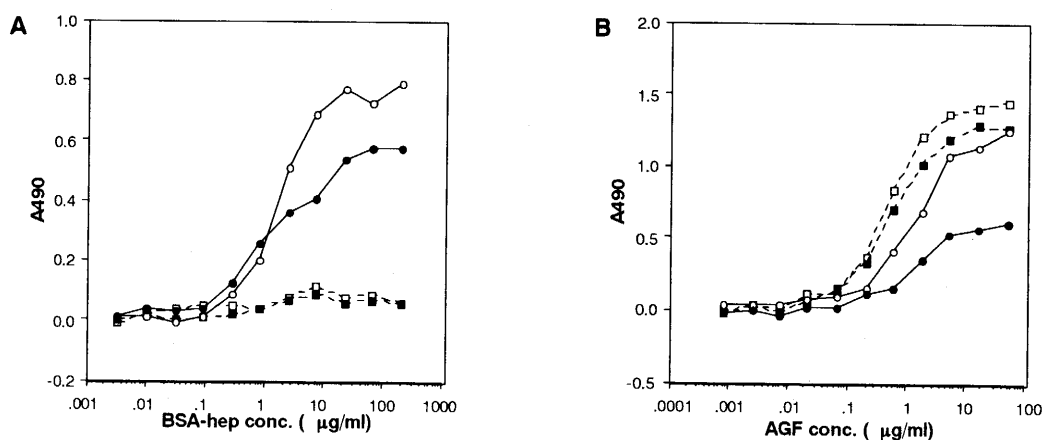 A
1.0
0.8
0.6
0.4
0.2
0.0
-0.2
A490
.001 .01 .1 1 10 100 1000
BSA-hep conc. ( µg/ml)
B
2.0
1.5
1.0
0.5
0.0
-0.5
A490
.0001 .01 .1 1 10 100
AGF conc. ( µg/ml)